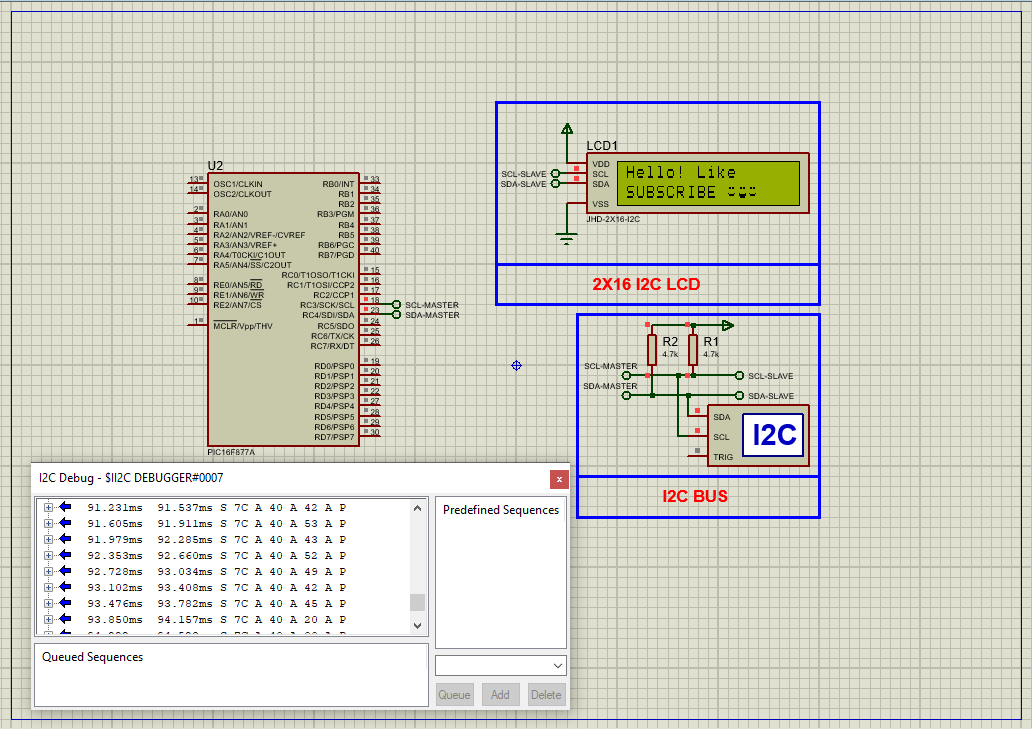 U2
13
14
OSC1/CLKIN
OSC2/CLKOUT
2
3
4
5
6
7
RA0/AN0
RA1/AN1
RA2/AN2/VREF-/CVREF
RA3/AN3/VREF+
RA4/T0CKI/C1OUT
RA5/AN4/SS/C2OUT
8
9
10
RE0/AN5/RD
RE1/AN6/WR
RE2/AN7/CS
1
MCLR/Vpp/THV
RB0/INT 33
RB1 34
RB2 35
RB3/PGM 36
RB4 37
RB5 38
RB6/PGC 39
RB7/PGD 40
RC0/T1OSO/T1CKI 15
RC1/T1OSI/CCP2 16
RC2/CCP1 17
RC3/SCK/SCL 18
RC4/SDI/SDA 23
RC5/SDO 24
RC6/TX/CK 25
RC7/RX/DT 26
RD0/PSP0 19
RD1/PSP1 20
RD2/PSP2 21
RD3/PSP3 22
RD4/PSP4 27
RD5/PSP5 28
RD6/PSP6 29
RD7/PSP7 30
PIC16F877A
SCL-MASTER
SDA-MASTER
LCD1
SCL-SLAVE
SDA-SLAVE
VDD
SCL
SDA
VSS
Hello! Like
SUBSCRIBE
JHD-2X16-I2C
2X16 I2C LCD
R2
4.7k
R1
4.7k
SCL-MASTER
SDA-MASTER
SCL-SLAVE
SDA-SLAVE
SDA
SCL
TRIG
I2C
I2C BUS
I2C Debug - $II2C DEBUGGER#0007
x
91.231ms 91.537ms S 7C A 40 A 42 A P
91.605ms 91.911ms S 7C A 40 A 53 A P
91.979ms 92.285ms S 7C A 40 A 43 A P
92.353ms 92.660ms S 7C A 40 A 52 A P
92.728ms 93.034ms S 7C A 40 A 49 A P
93.102ms 93.408ms S 7C A 40 A 42 A P
93.476ms 93.782ms S 7C A 40 A 45 A P
93.850ms 94.157ms S 7C A 40 A 20 A P
Predefined Sequences
Queued Sequences
Queue Add Delete